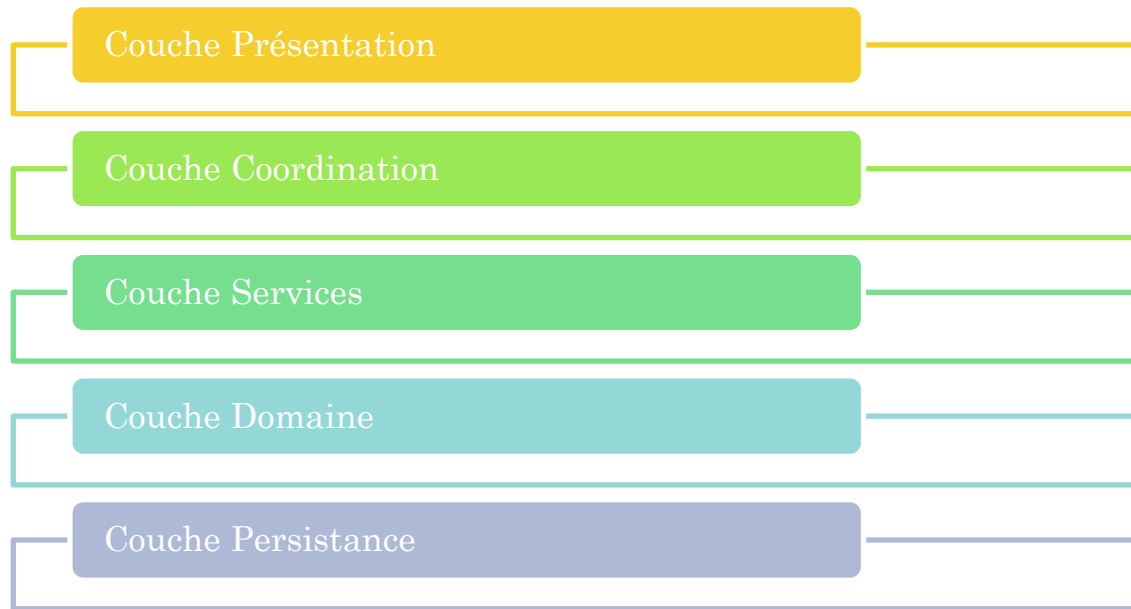 Couche Présentation
Couche Coordination
Couche Services
Couche Domaine
Couche Persistance